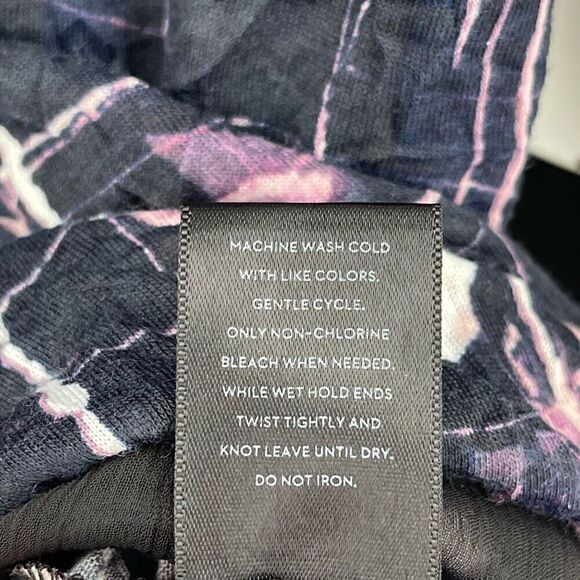 MACHINE WASH COLD
WITH LIKE COLORS.
GENTLE CYCLE.
ONLY NON-CHLORINE
BLEACH WHEN NEEDED.
WHILE WET HOLD ENDS
TWIST TIGHTLY AND
KNOT LEAVE UNTIL DRY.
DO NOT IRON.